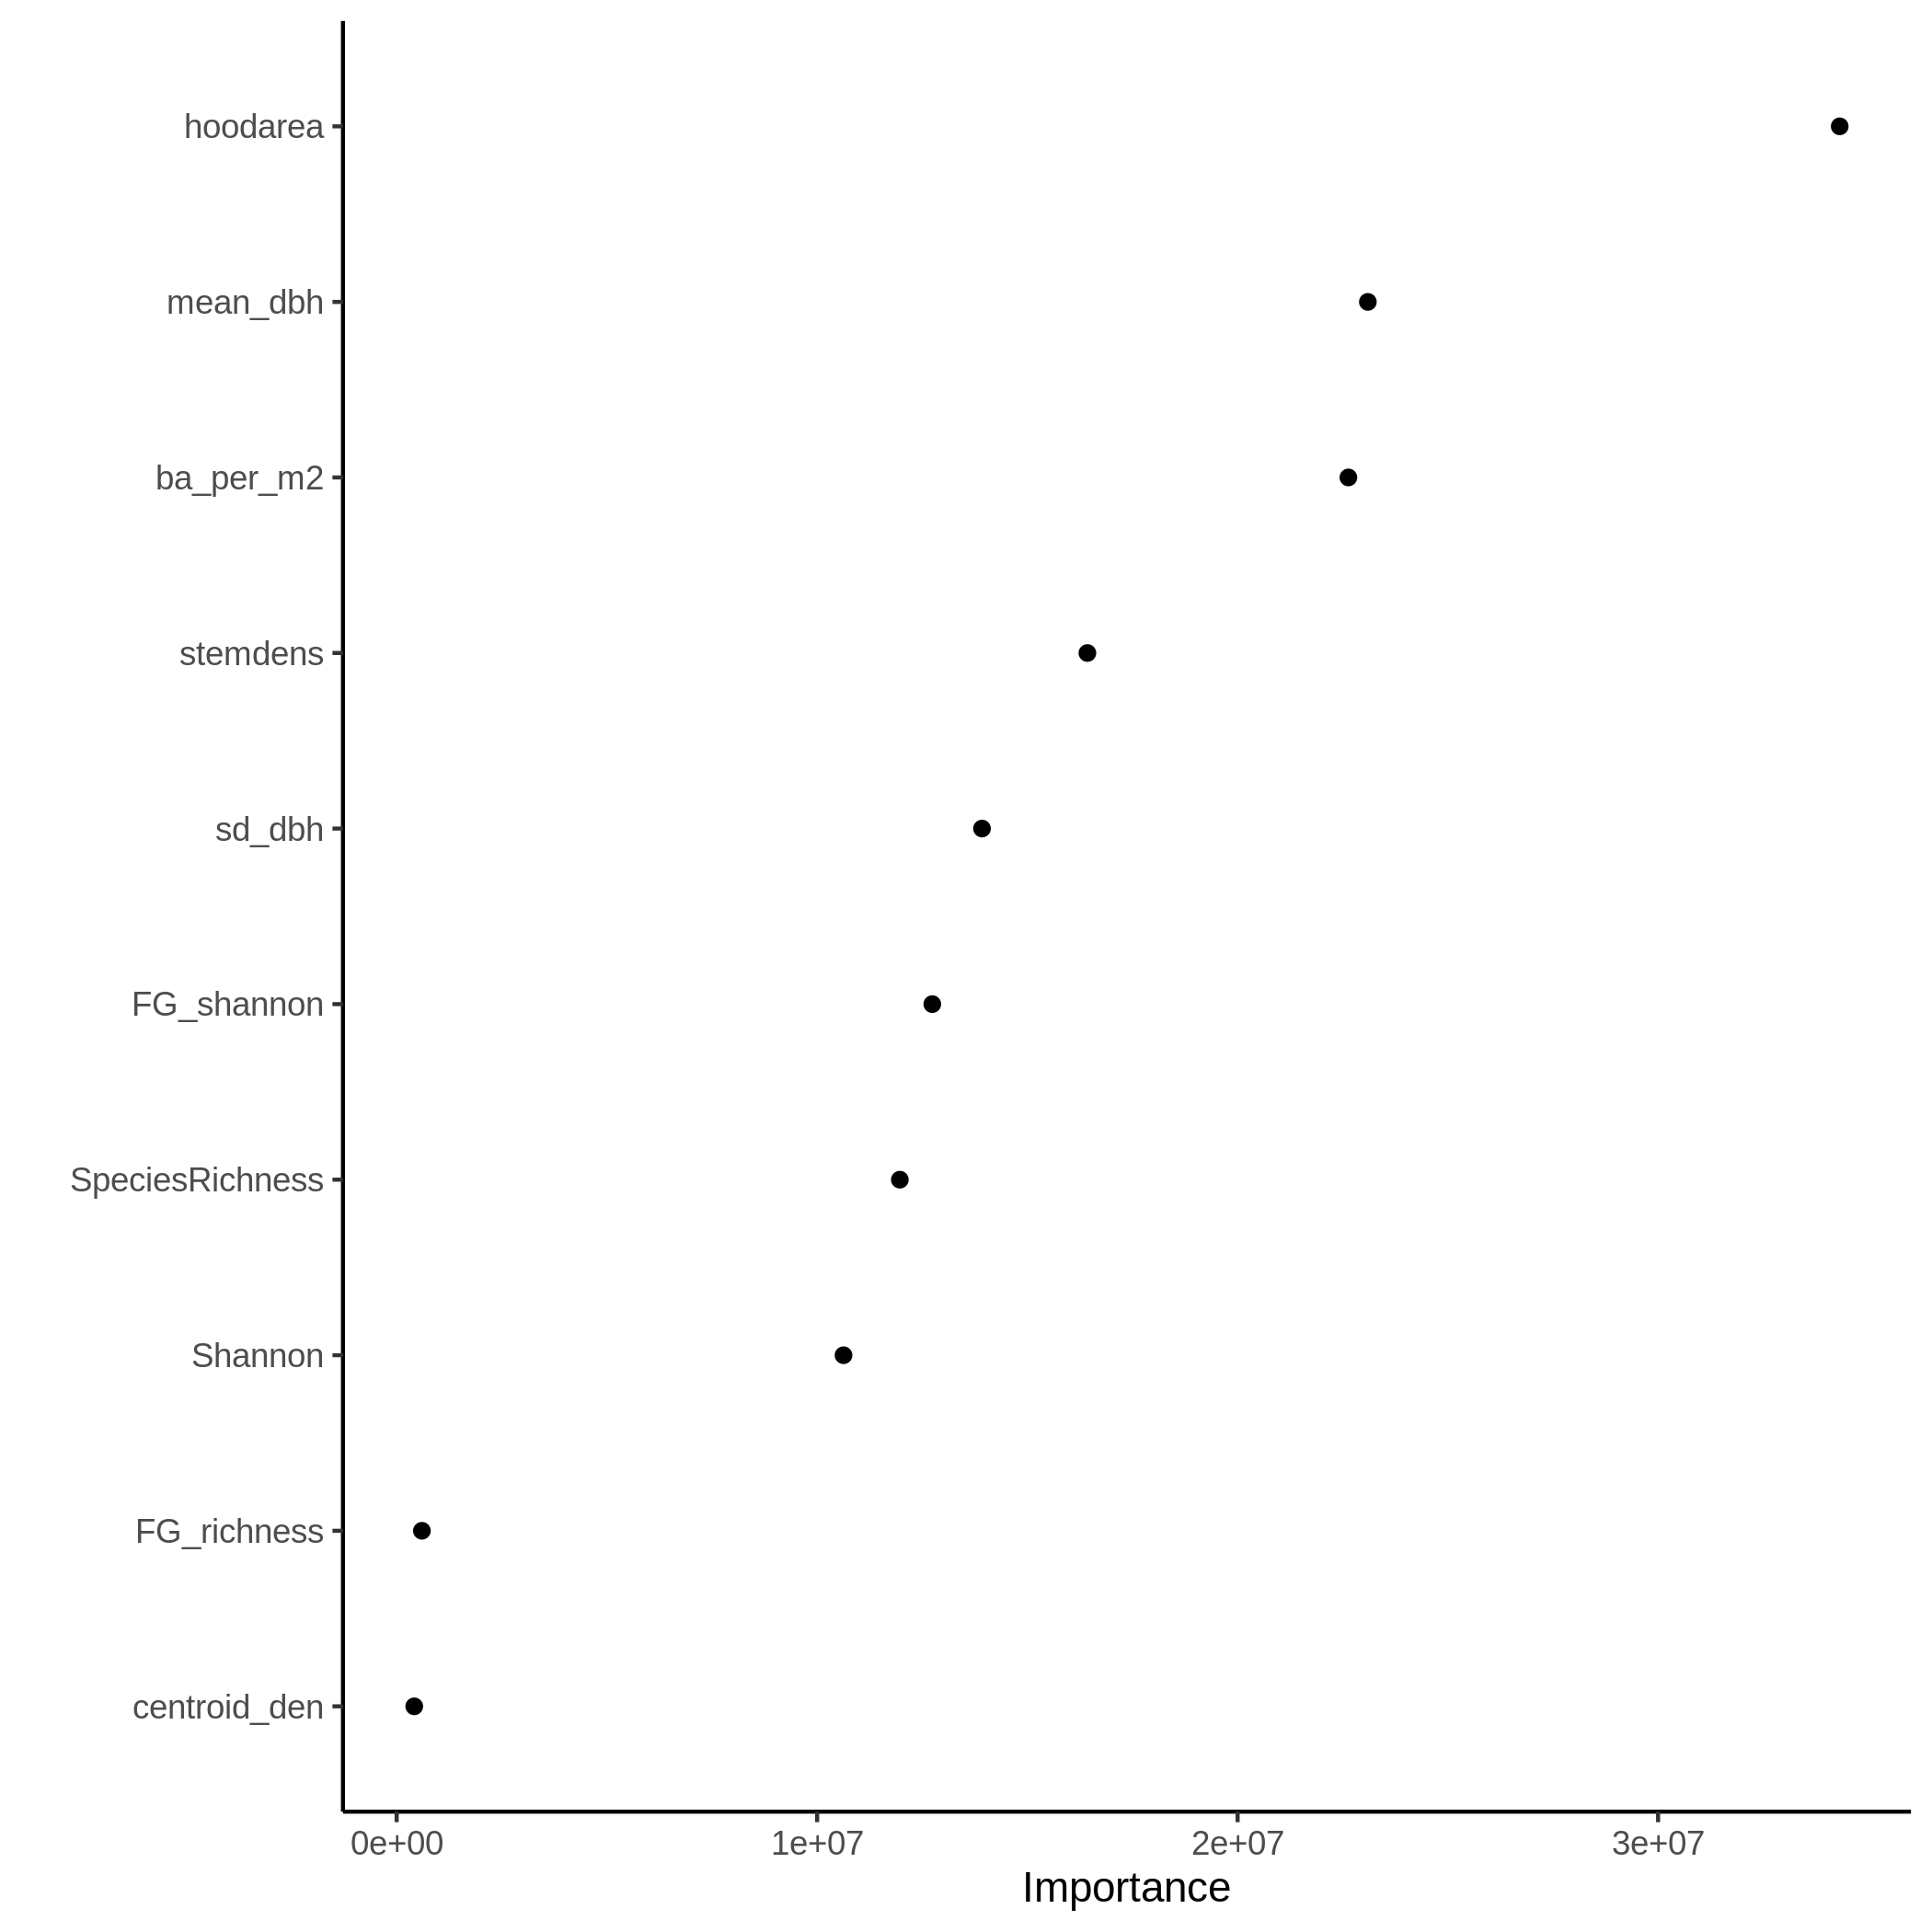 hoodarea
mean_dbh
ba_per_m2
stemdens
sd_dbh
FG_shannon
SpeciesRichness
Shannon
FG_richness
centroid_den
0e+00 1e+07 2e+07 3e+07
Importance